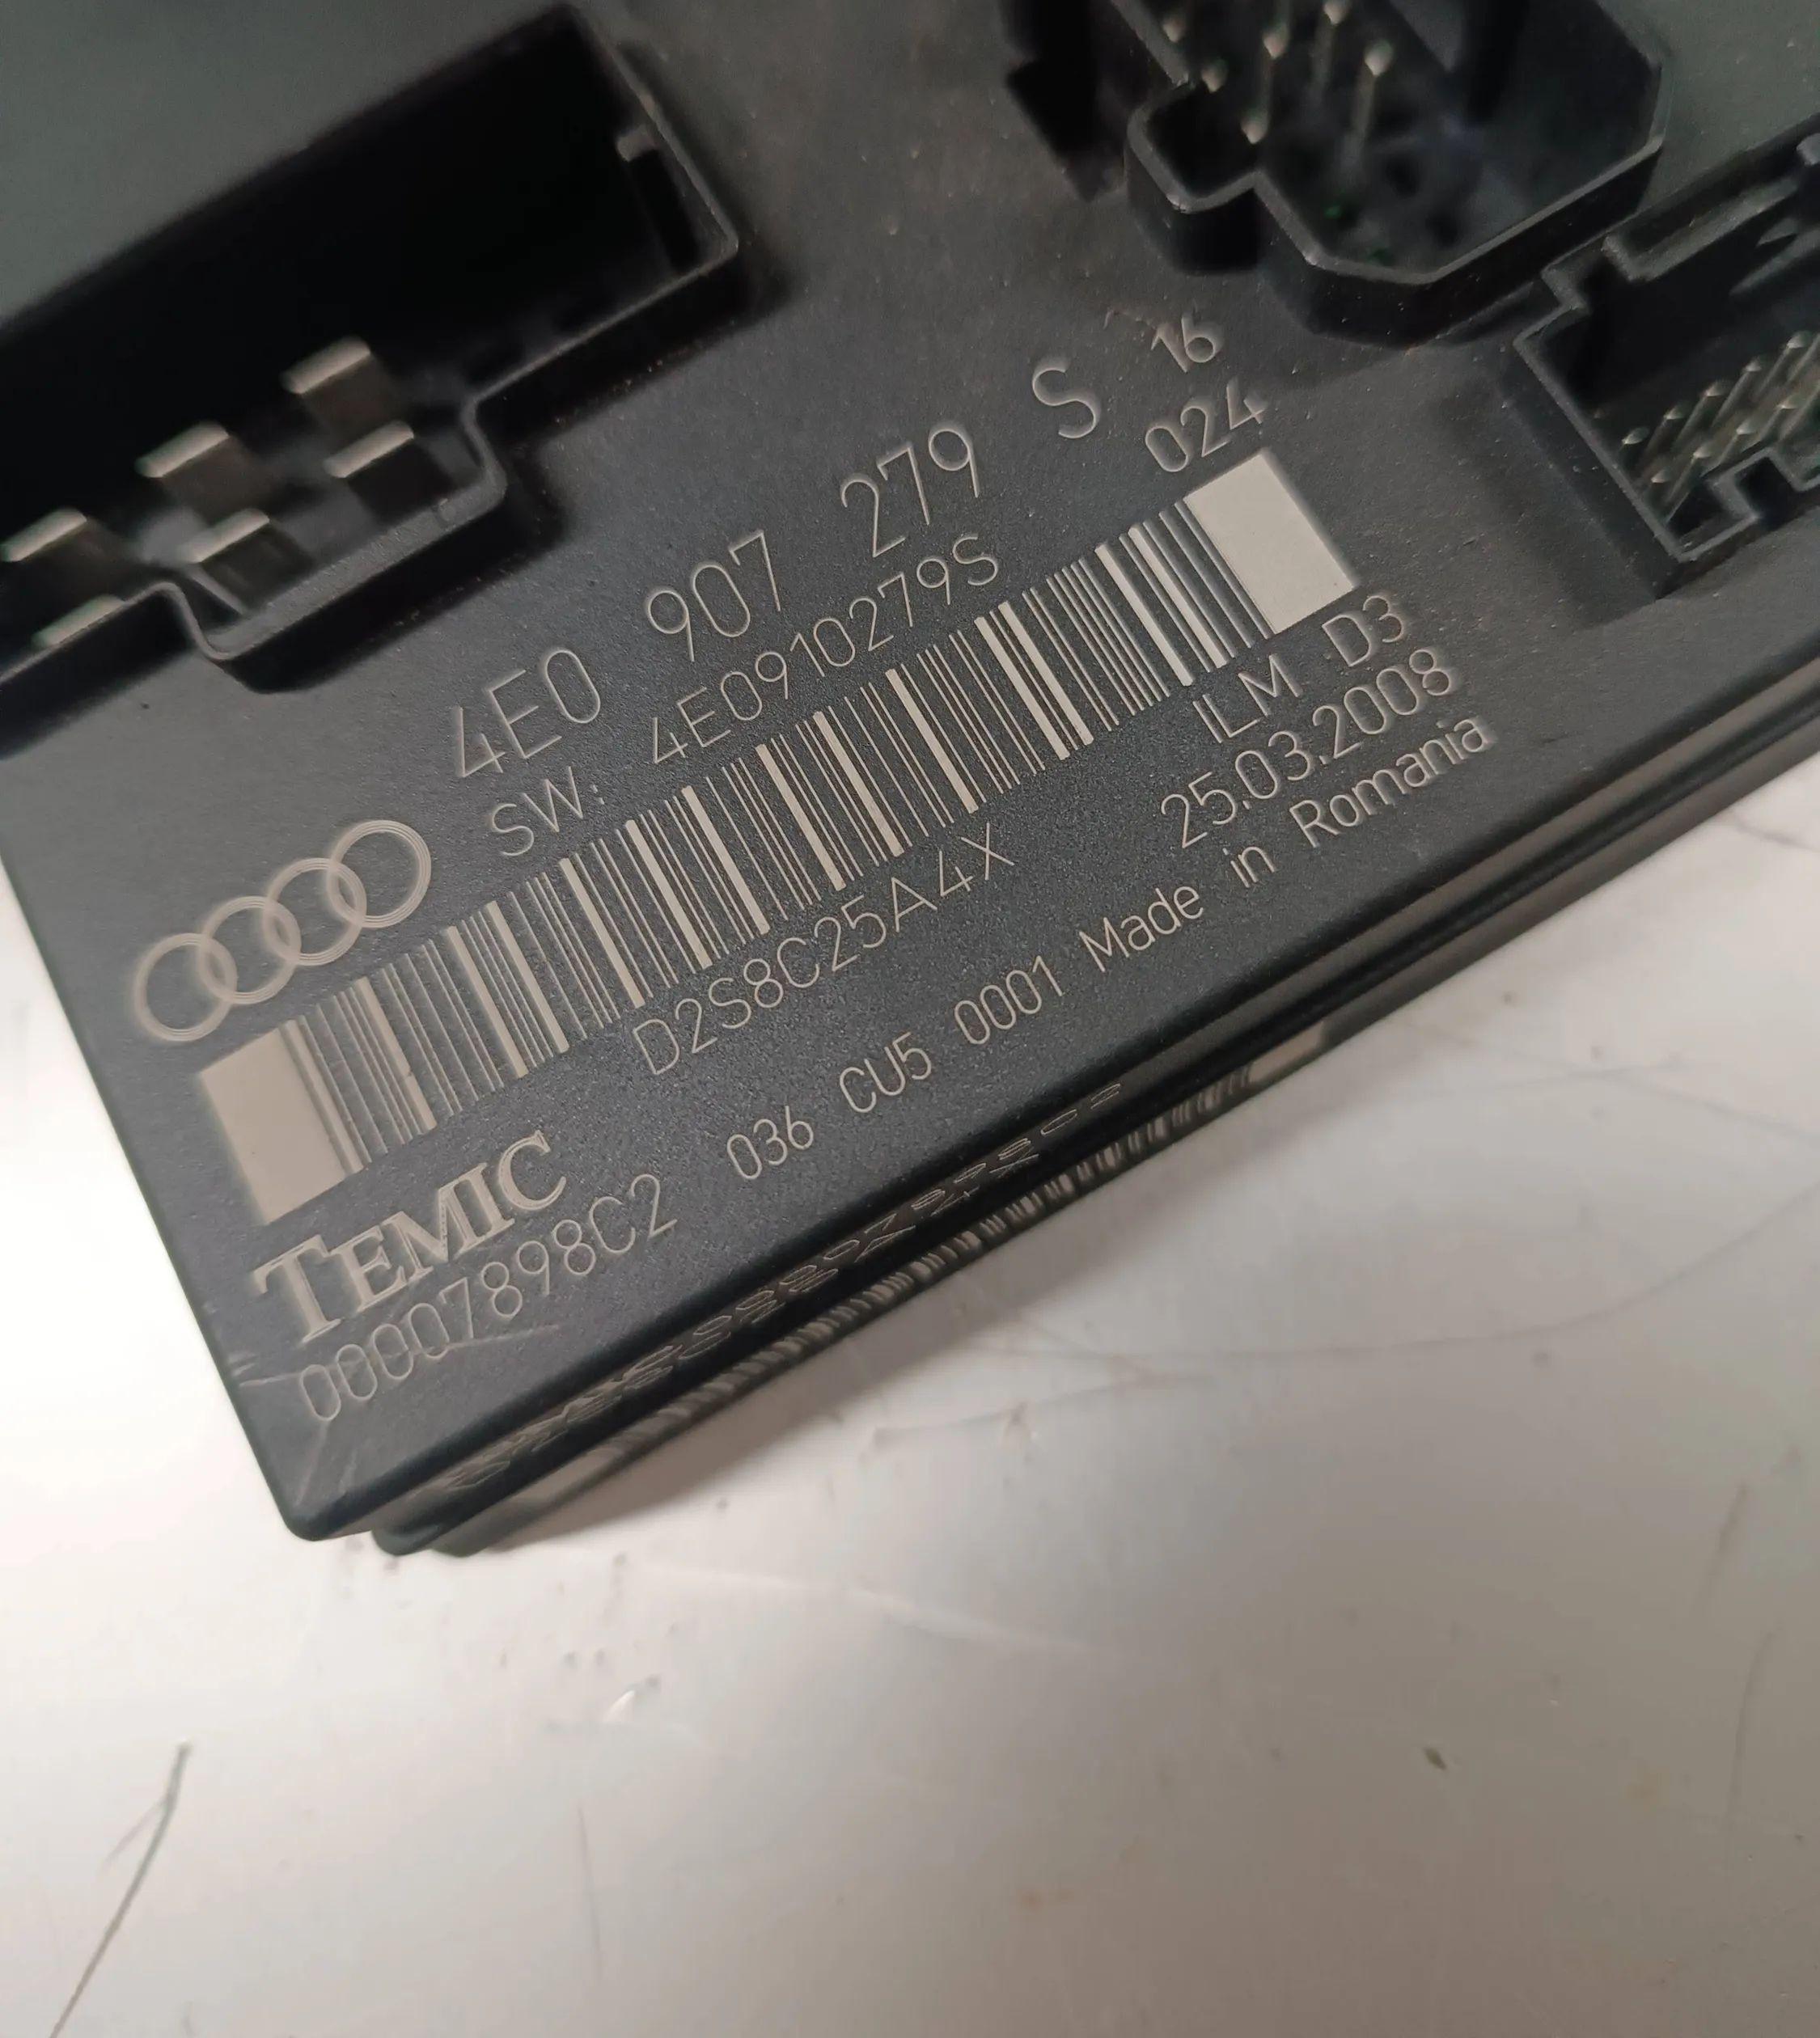 4E0 907 279 S 16
SW: 4E0910279S 024
D2S8C25A4X ILM D3
TEMIC 25.03.2008
00007898C2 036 CU5 0001 Made in Romania